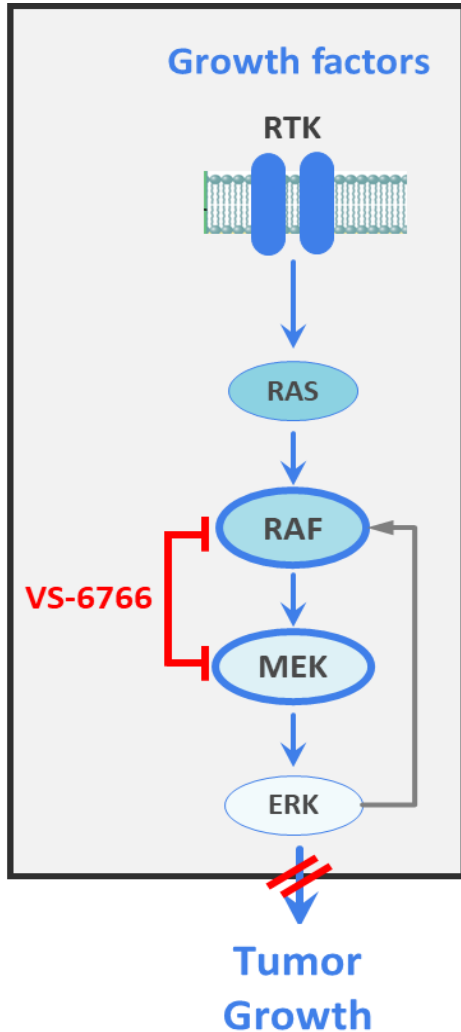 Growth factors
RTK
RAS
RAF
VS-6766
MEK
ERK
Tumor
Growth